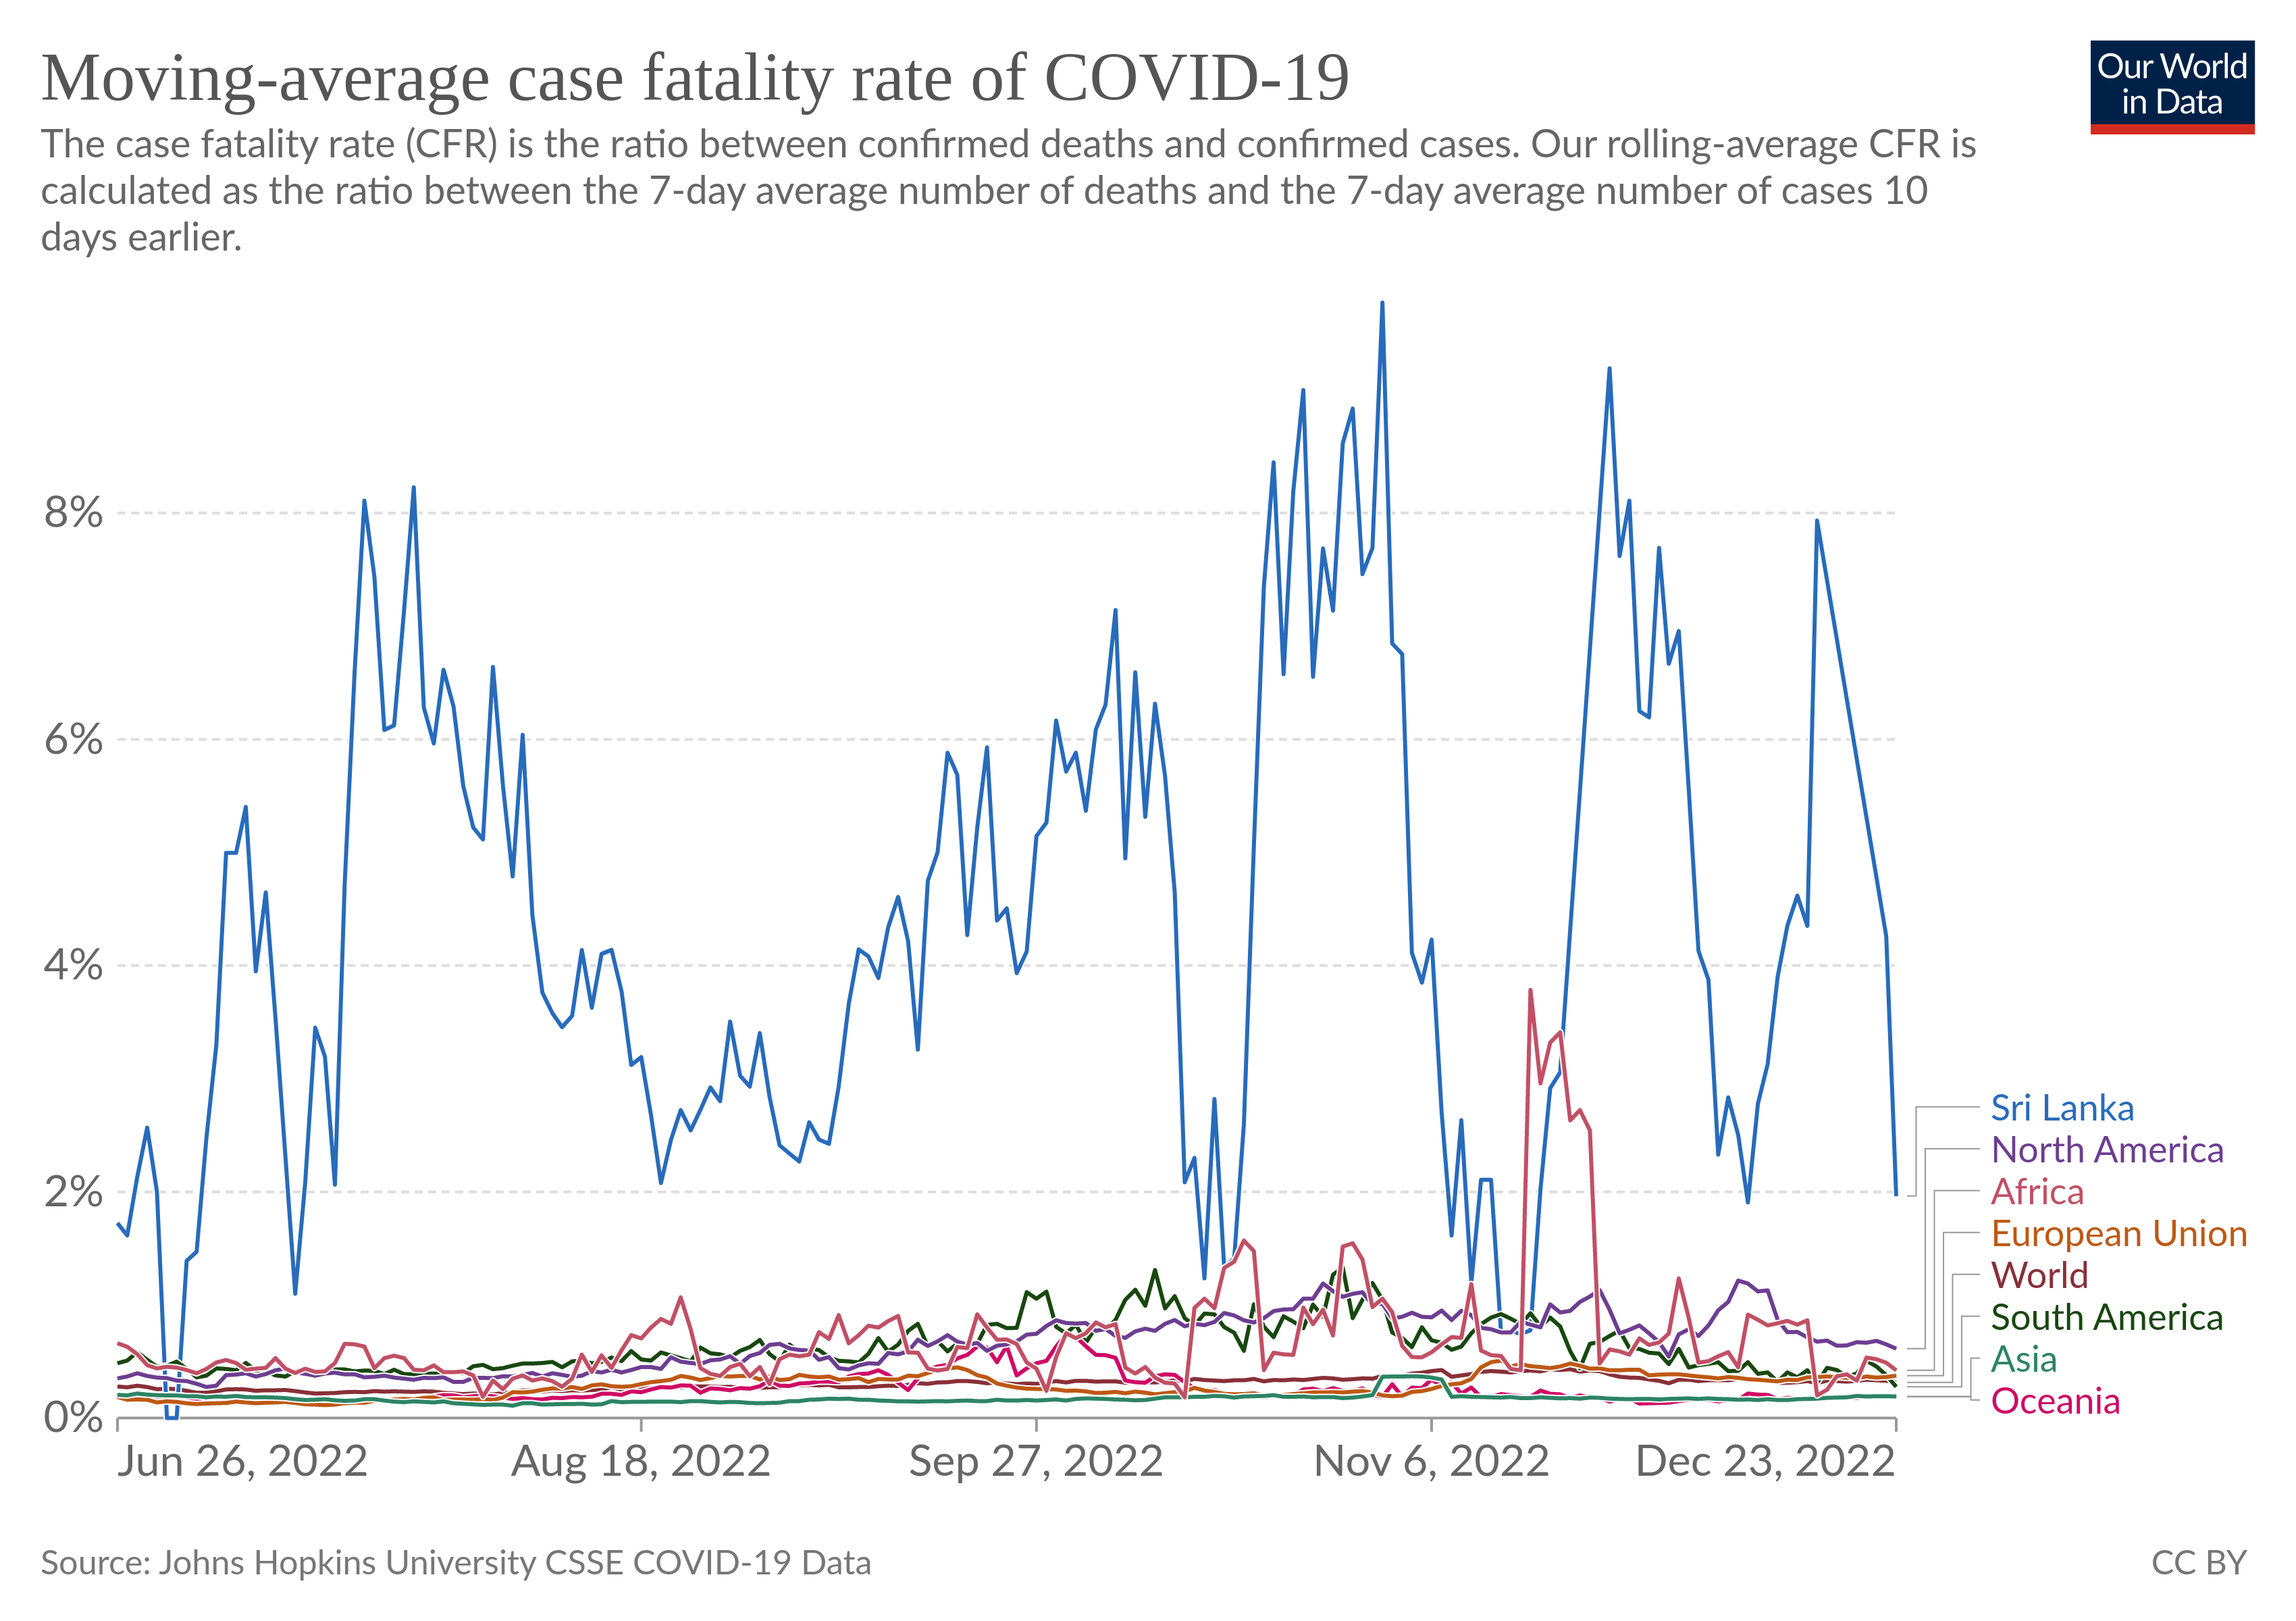 Moving-average case fatality rate of COVID-19
Our World
in Data
The case fatality rate (CFR) is the ratio between confirmed deaths and confirmed cases. Our rolling-average CFR is
calculated as the ratio between the 7-day average number of deaths and the 7-day average number of cases 10
days earlier.
8%
6%
4%
2%
0%
Sri Lanka
North America
Africa
European Union
World
South America
Asia
Oceania
Jun 26, 2022
Aug 18, 2022
Sep 27, 2022
Nov 6, 2022
Dec 23, 2022
Source: Johns Hopkins University CSSE COVID-19 Data
CC BY